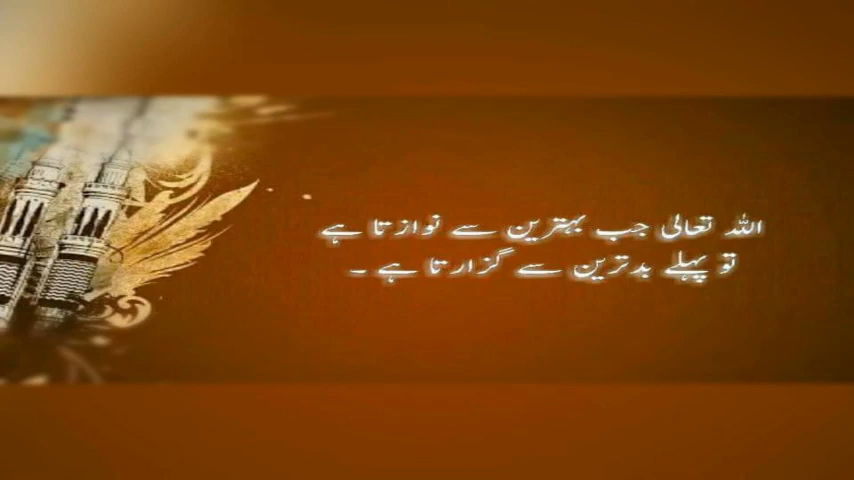 اللہ تعالیٰ جب بہترین سے نوازتا ہے
تو پہلے بدترین سے گزارتا ہے ۔